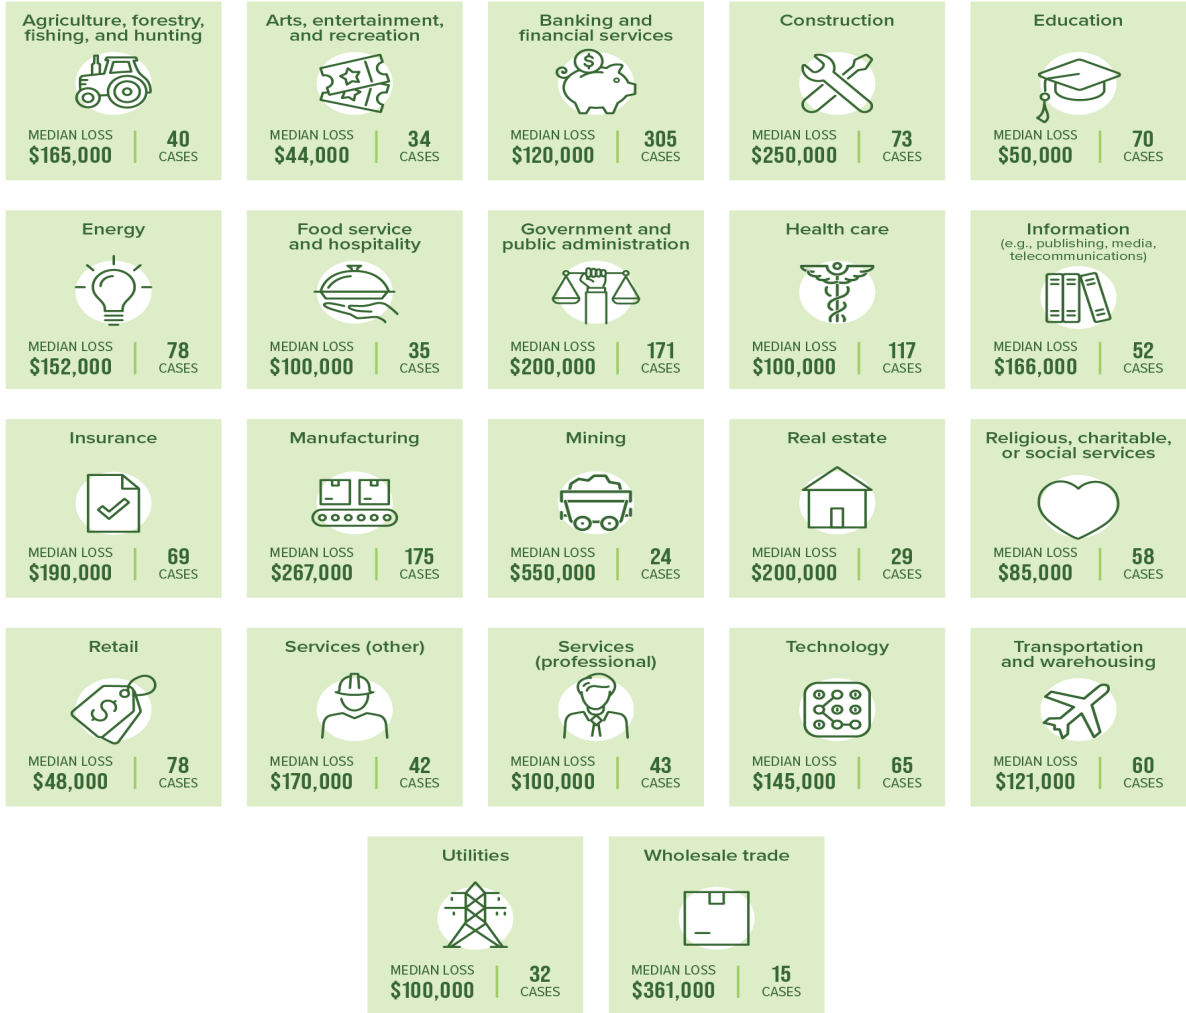 Agriculture, forestry,
fishing, and hunting
MEDIAN LOSS
$165,000
40
CASES
Arts, entertainment,
and recreation
MEDIAN LOSS
$44,000
34
CASES
Banking and
financial services
$
MEDIAN LOSS
$120,000
305
CASES
Construction
MEDIAN LOSS
$250,000
73
CASES
Education
MEDIAN LOSS
$50,000
70
CASES
Energy
MEDIAN LOSS
$152,000
78
CASES
Food service
and hospitality
MEDIAN LOSS
$100,000
35
CASES
Government and
public administration
MEDIAN LOSS
$200,000
171
CASES
Health care
MEDIAN LOSS
$100,000
117
CASES
Information
(e.g., publishing, media,
telecommunications)
MEDIAN LOSS
$166,000
52
CASES
Insurance
MEDIAN LOSS
$190,000
69
CASES
Manufacturing
MEDIAN LOSS
$267,000
175
CASES
Mining
MEDIAN LOSS
$550,000
24
CASES
Real estate
MEDIAN LOSS
$200,000
29
CASES
Religious, charitable,
or social services
MEDIAN LOSS
$85,000
58
CASES
Retail
$
MEDIAN LOSS
$48,000
78
CASES
Services (other)
MEDIAN LOSS
$170,000
42
CASES
Services
(professional)
MEDIAN LOSS
$100,000
43
CASES
Technology
MEDIAN LOSS
$145,000
65
CASES
Transportation
and warehousing
MEDIAN LOSS
$121,000
60
CASES
Utilities
MEDIAN LOSS
$100,000
32
CASES
Wholesale trade
MEDIAN LOSS
$361,000
15
CASES